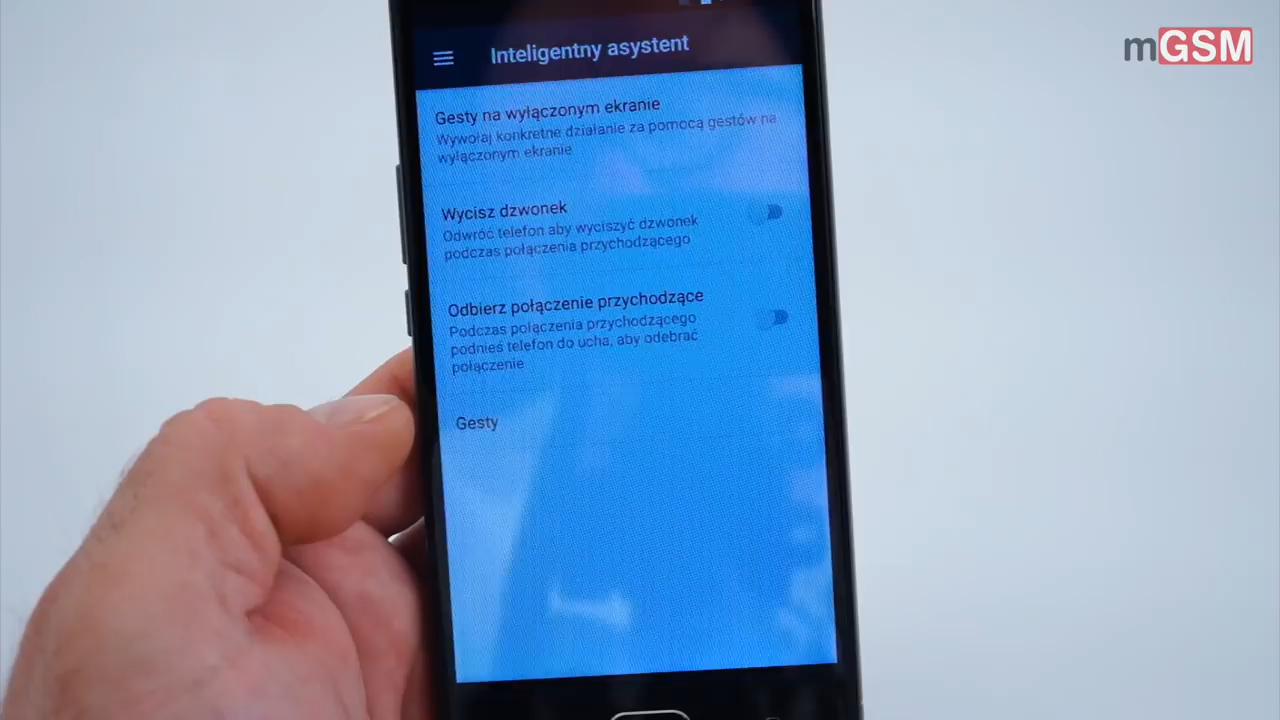 mGSM
Inteligentny asystent
Gesty na wyłączonym ekranie
Wywołaj konkretne działanie za pomocą gestów na
wyłączonym ekranie
Wycisz dzwonek
Odwróć telefon aby wyciszyć dzwonek
podczas połączenia przychodzącego
Odbierz połączenie przychodzące
Podczas połączenia przychodzącego
podnieś telefon do ucha, aby odebrać
połączenie
Gesty